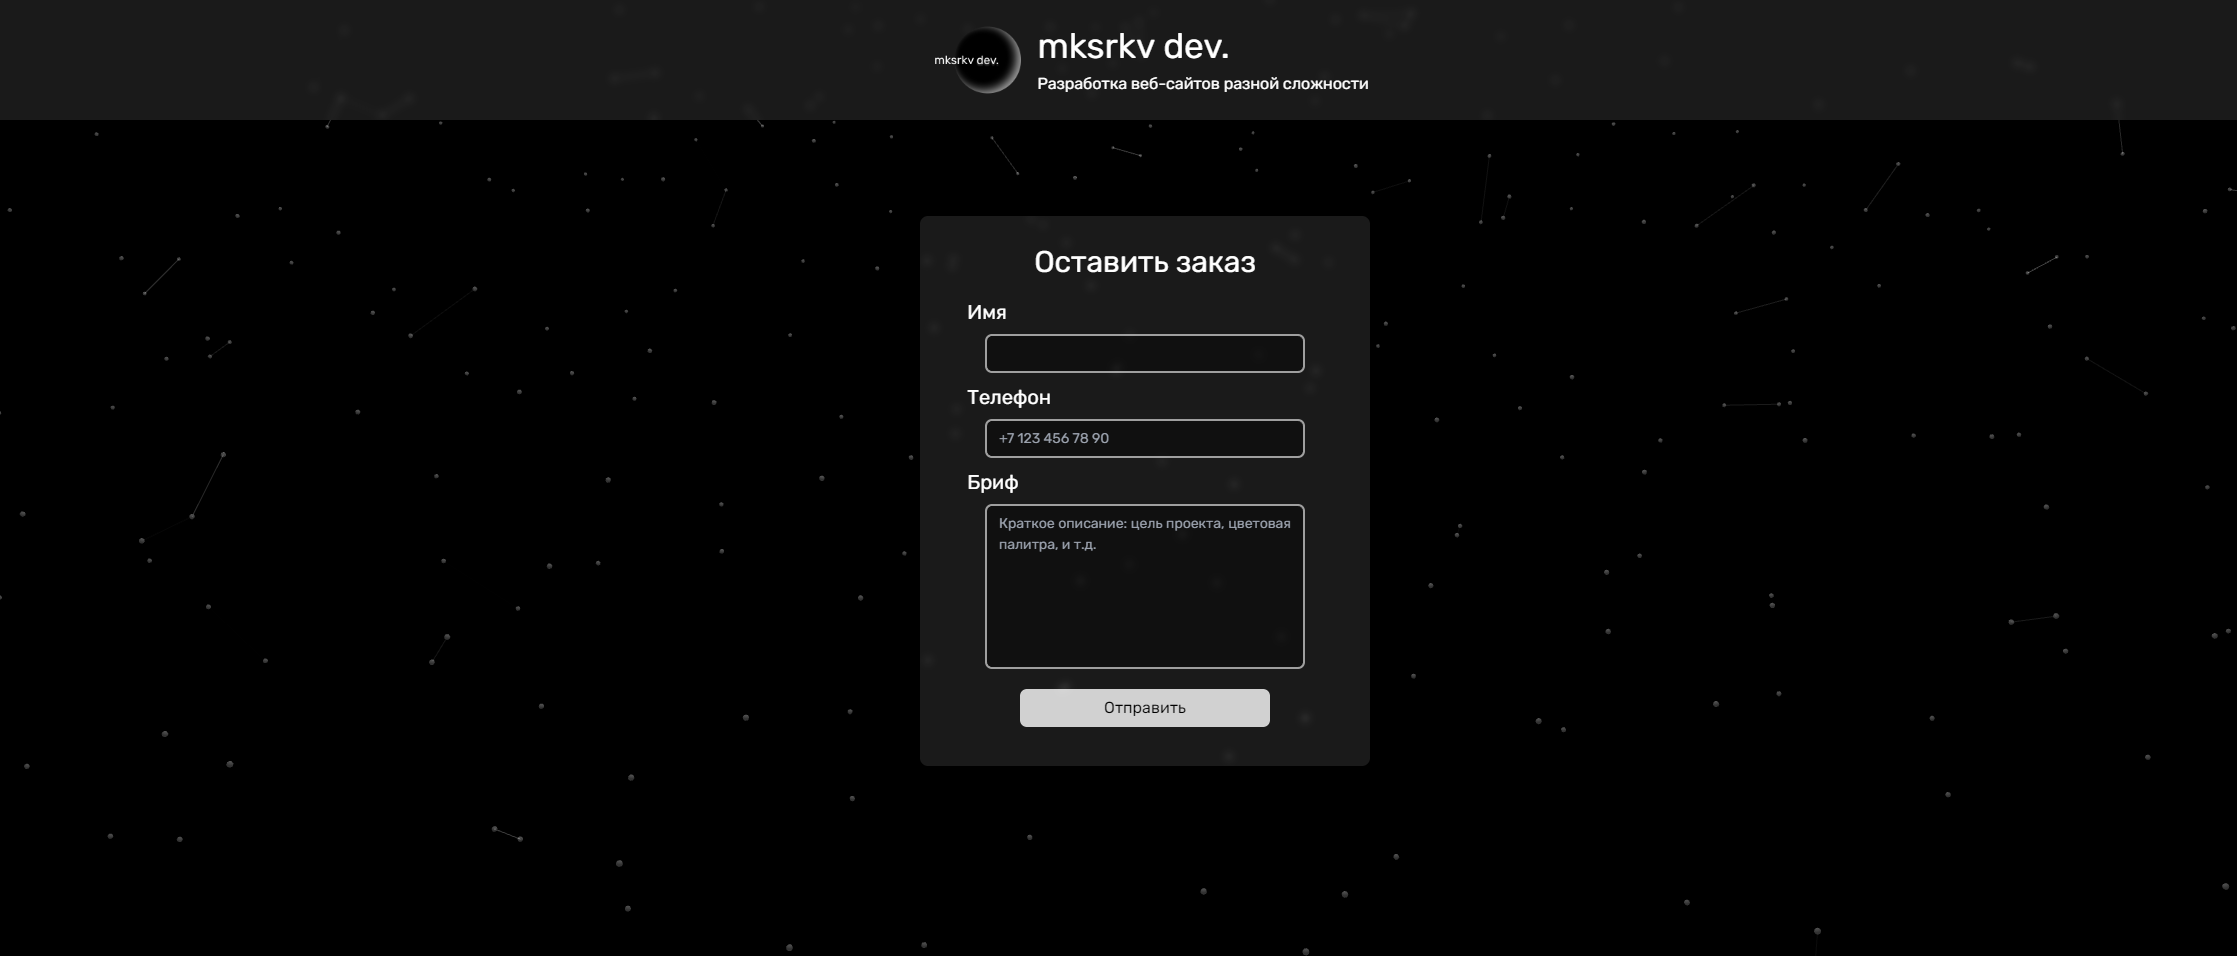 mksrkv dev.
mksrkv dev.
Разработка веб-сайтов разной сложности
Оставить заказ
Имя
Телефон
+7 123 456 78 90
Бриф
Краткое описание: цель проекта, цветовая
палитра, и т.д.
Отправить